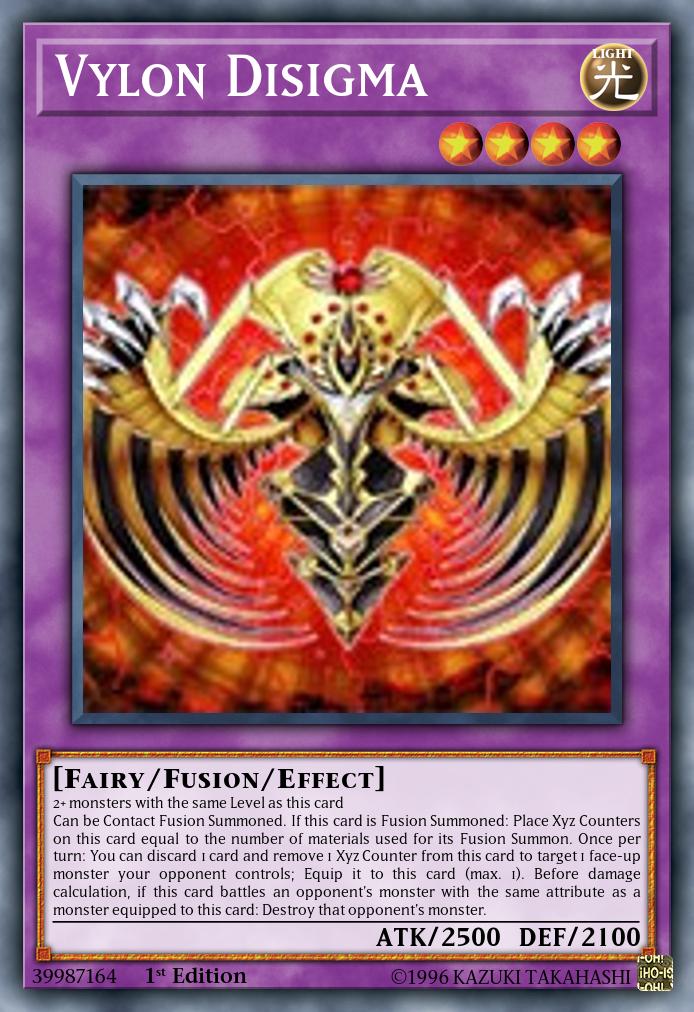 Vylon Disigma
LIGHT
光
[Fairy/Fusion/Effect]
2+ monsters with the same Level as this card
Can be Contact Fusion Summoned. If this card is Fusion Summoned: Place Xyz Counters
on this card equal to the number of materials used for its Fusion Summon. Once per
turn: You can discard 1 card and remove 1 Xyz Counter from this card to target 1 face-up
monster your opponent controls; Equip it to this card (max. 1). Before damage
calculation, if this card battles an opponent's monster with the same attribute as a
monster equipped to this card: Destroy that opponent's monster.
ATK/2500 DEF/2100
39987164 1st Edition ©1996 KAZUKI TAKAHASHI